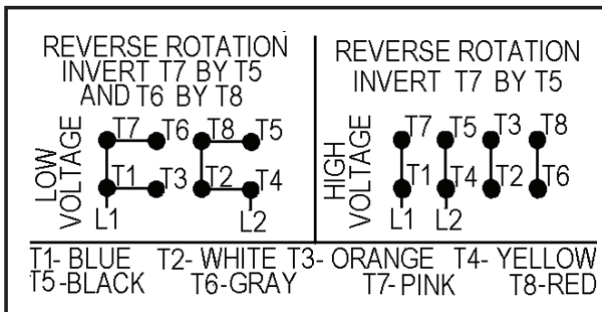 REVERSE ROTATION
INVERT T7 BY T5
AND T6 BY T8
LOW
VOLTAGE
T7 T6 T8 T5
T1 T3 T2 T4
L1 L2
REVERSE ROTATION
INVERT T7 BY T5
HIGH
VOLTAGE
T7 T5 T3 T8
T1 T4 T2 T6
L1 L2
T1- BLUE T2- WHITE T3- ORANGE T4- YELLOW
T5-BLACK T6-GRAY T7-PINK T8-RED